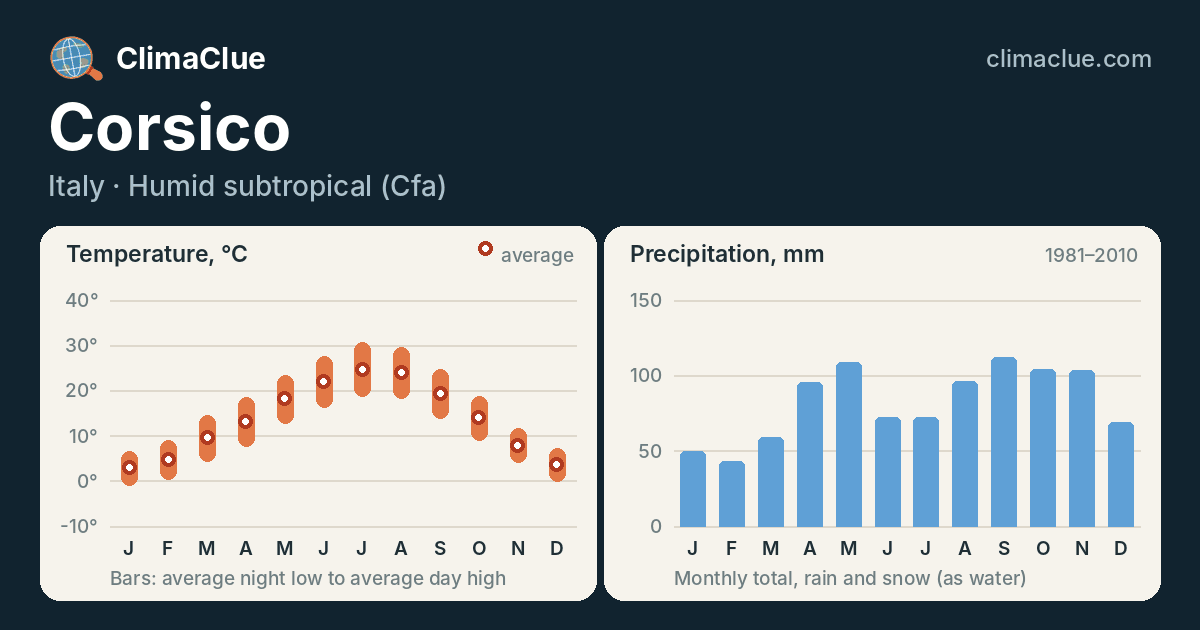 ClimaClue
climaclue.com
Corsico
Italy · Humid subtropical (Cfa)
Temperature, °C
average
40°
30°
20°
10°
0°
-10°
J F M A M J J A S O N D
Bars: average night low to average day high
Precipitation, mm
1981–2010
150
100
50
0
J F M A M J J A S O N D
Monthly total, rain and snow (as water)